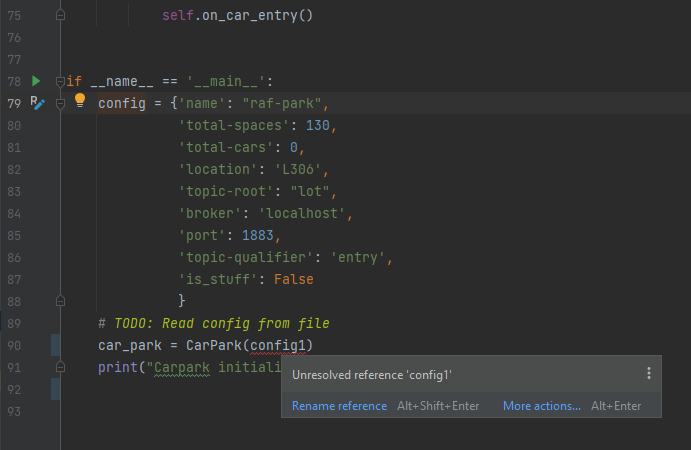 75 self.on_car_entry()
76
77
78 if __name__ == '__main__':
79 config = {'name': "raf-park",
80 'total-spaces': 130,
81 'total-cars': 0,
82 'location': 'L306',
83 'topic-root': "lot",
84 'broker': 'localhost',
85 'port': 1883,
86 'topic-qualifier': 'entry',
87 'is_stuff': False
88 }
89 # TODO: Read config from file
90 car_park = CarPark(config1)
91 print("Carpark initiali
Unresolved reference 'config1'
92
Rename reference Alt+Shift+Enter More actions... Alt+Enter
93